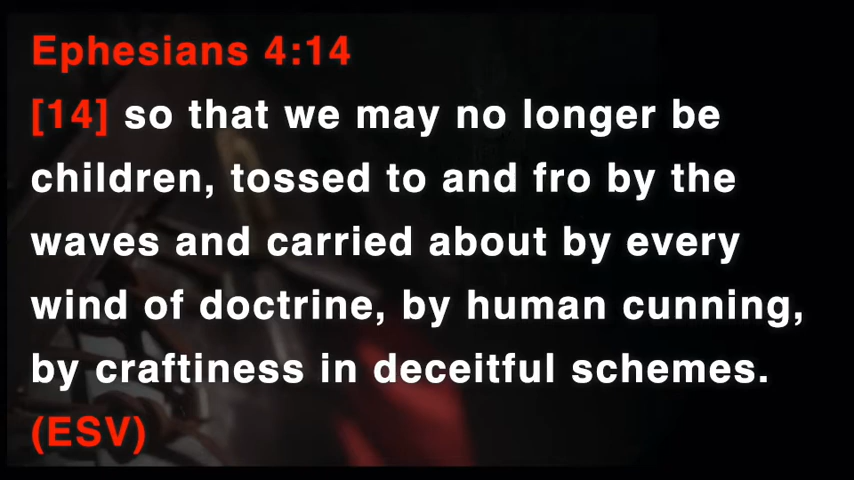 Ephesians 4:14
[14] so that we may no longer be
children, tossed to and fro by the
waves and carried about by every
wind of doctrine, by human cunning,
by craftiness in deceitful schemes.
(ESV)